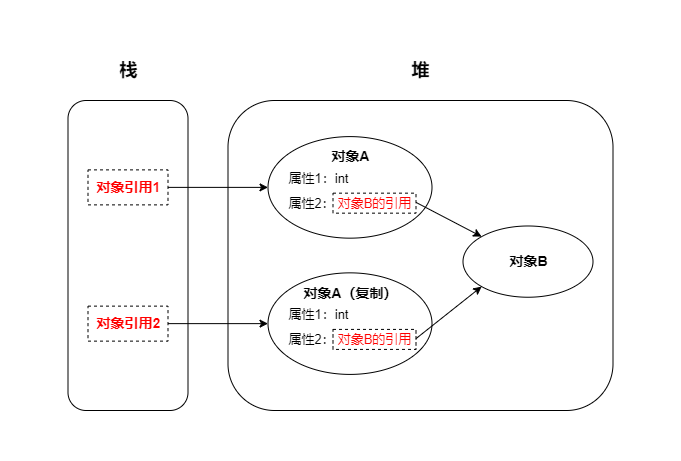 栈
堆
对象引用1
对象A
属性1：int
属性2：对象B的引用
对象B
对象引用2
对象A（复制）
属性1：int
属性2：对象B的引用